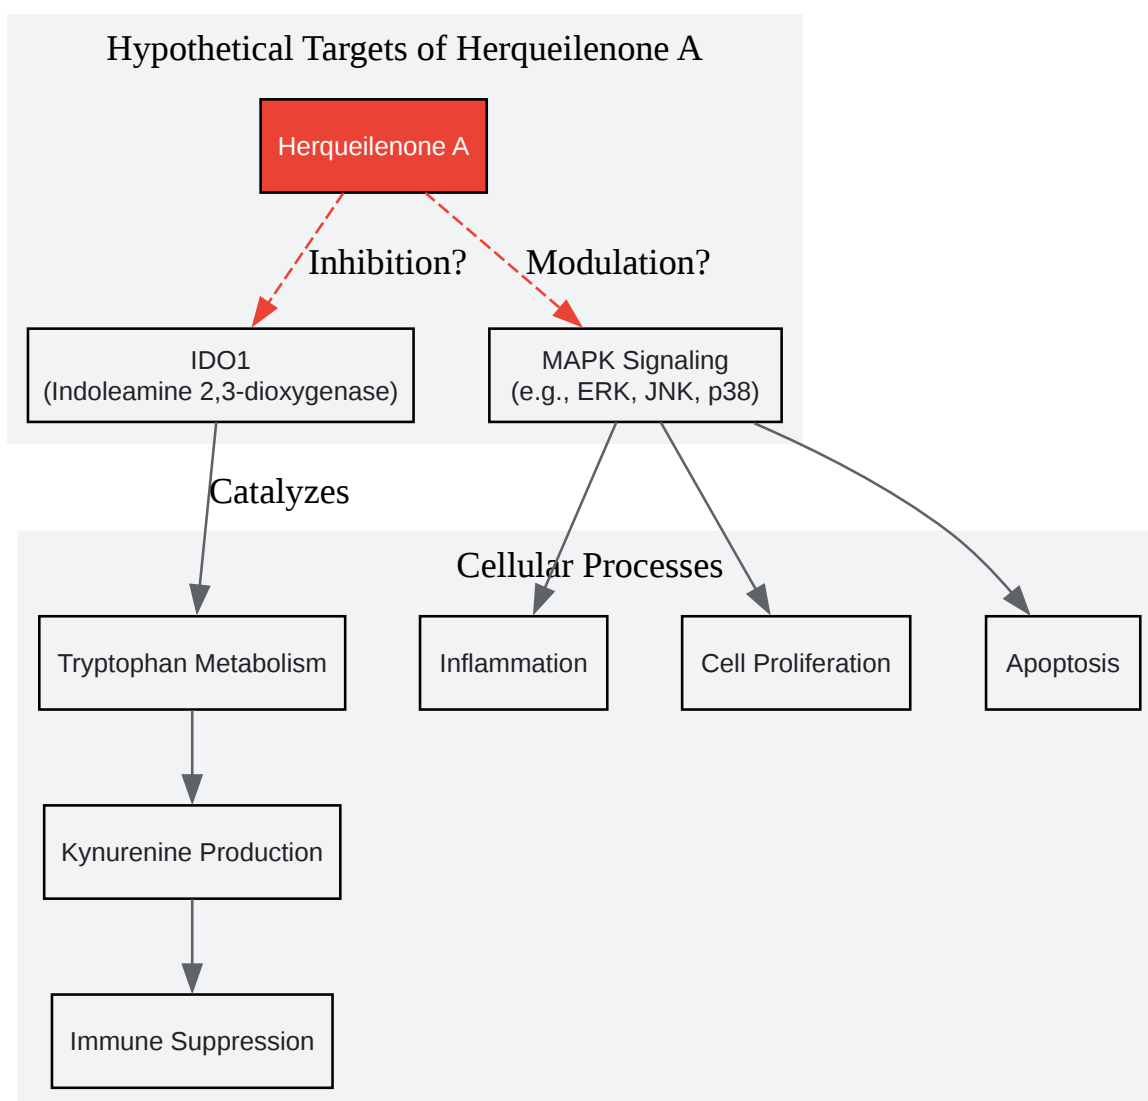 Hypothetical Targets of Herqueilenone A
Herqueilenone A
Inhibition?
Modulation?
IDO1
(Indoleamine 2,3-dioxygenase)
MAPK Signaling
(e.g., ERK, JNK, p38)
Catalyzes
Cellular Processes
Tryptophan Metabolism
Inflammation
Cell Proliferation
Apoptosis
Kynurenine Production
Immune Suppression